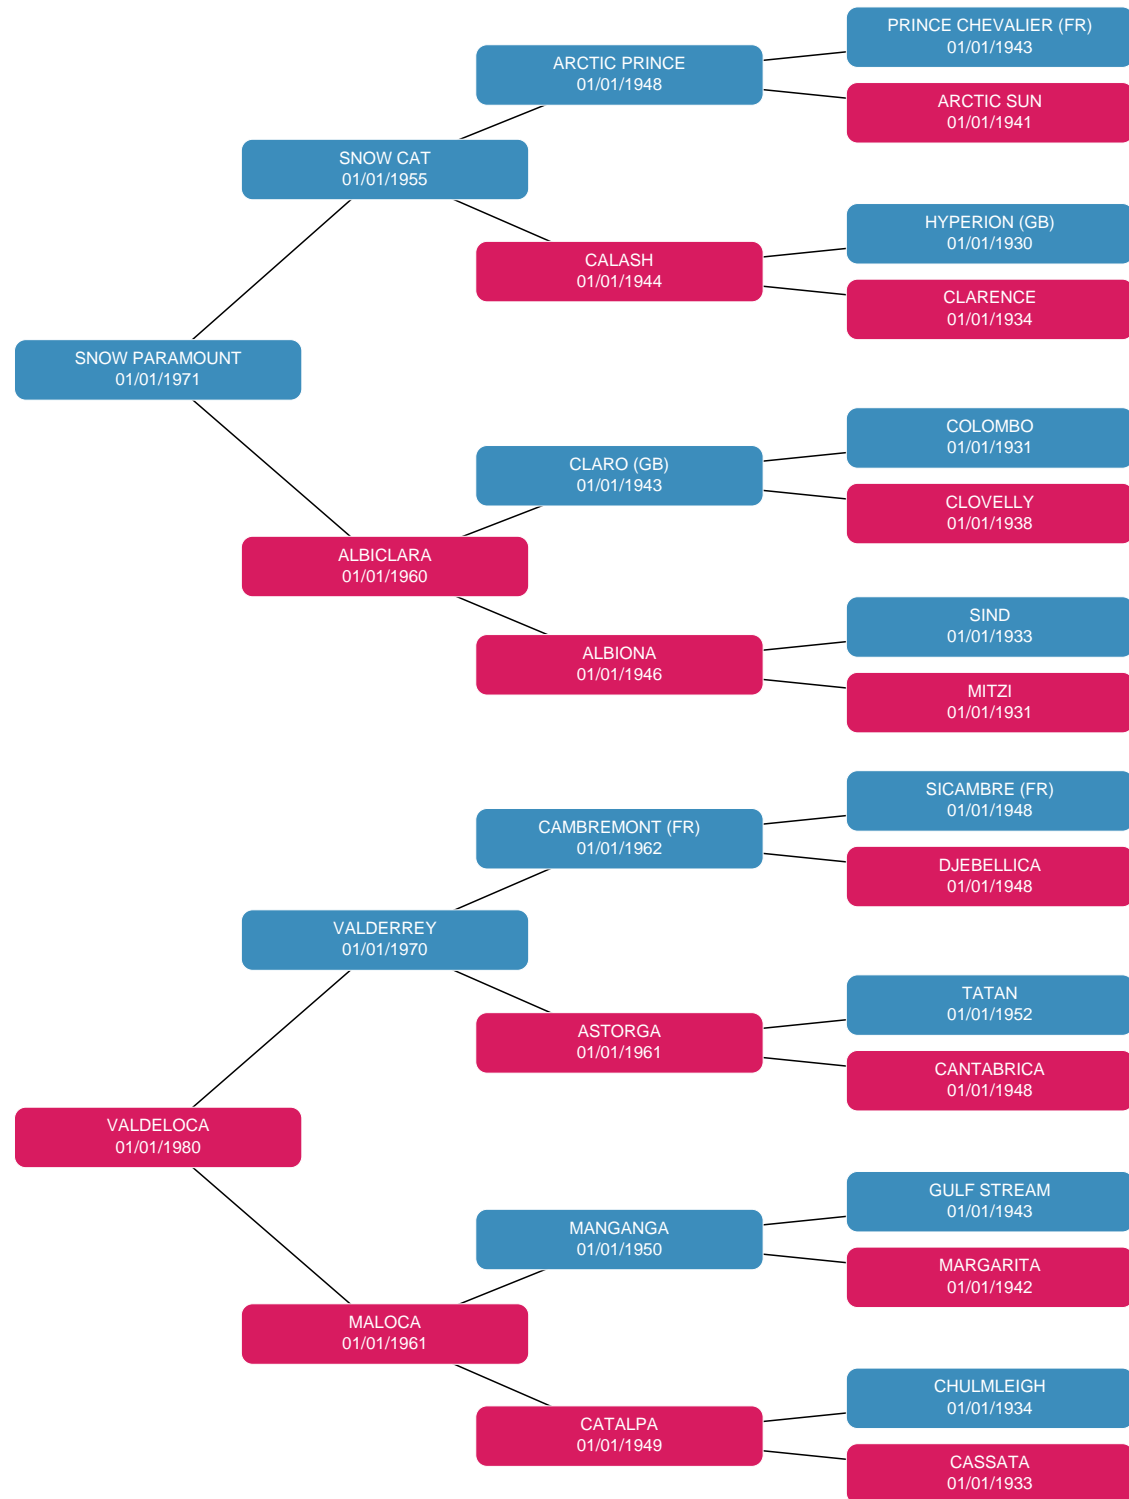 PRINCE CHEVALIER (FR)
01/01/1943
ARCTIC PRINCE
01/01/1948
ARCTIC SUN
01/01/1941
SNOW CAT
01/01/1955
HYPERION (GB)
01/01/1930
CALASH
01/01/1944
CLARENCE
01/01/1934
SNOW PARAMOUNT
01/01/1971
COLOMBO
01/01/1931
CLARO (GB)
01/01/1943
CLOVELLY
01/01/1938
ALBICLARA
01/01/1960
SIND
01/01/1933
ALBIONA
01/01/1946
MITZI
01/01/1931
SICAMBRE (FR)
01/01/1948
CAMBREMONT (FR)
01/01/1962
DJEBELLICA
01/01/1948
VALDERREY
01/01/1970
TATAN
01/01/1952
ASTORGA
01/01/1961
CANTABRICA
01/01/1948
VALDELOCA
01/01/1980
GULF STREAM
01/01/1943
MANGANGA
01/01/1950
MARGARITA
01/01/1942
MALOCA
01/01/1961
CHULMLEIGH
01/01/1934
CATALPA
01/01/1949
CASSATA
01/01/1933